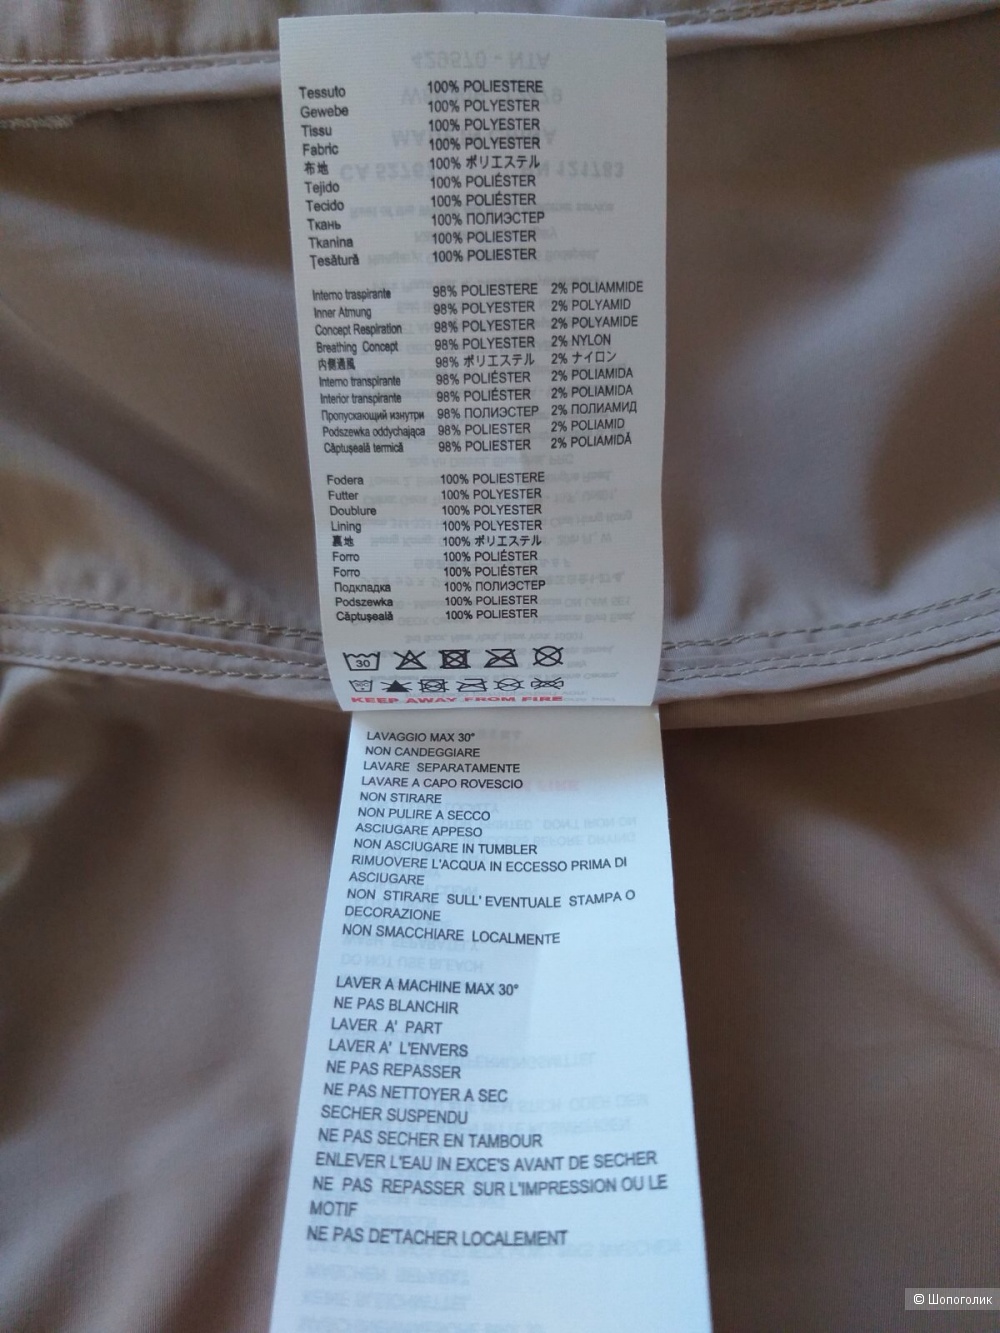 Tessuto 100% POLIESTERE
Gewebe 100% POLYESTER
Tissu 100% POLYESTER
Fabric 100% POLYESTER
布地 100% ポリエステル
Tejido 100% POLIÉSTER
Tecido 100% POLIÉSTER
Ткань 100% ПОЛИЭСТЕР
Tkanina 100% POLIESTER
Ţesătură 100% POLIESTER
Interno traspirante 98% POLIESTERE 2% POLIAMMIDE
Inner Atmung 98% POLYESTER 2% POLYAMID
Concept Respiration 98% POLYESTER 2% POLYAMIDE
Breathing Concept 98% POLYESTER 2% NYLON
内側通風 98% ポリエステル 2% ナイロン
Interno transpirante 98% POLIÉSTER 2% POLIAMIDA
Interior transpirante 98% POLIÉSTER 2% POLIAMIDA
Пропускающий изнутри 98% ПОЛИЭСТЕР 2% ПОЛИАМИД
Podszewka oddychająca 98% POLIESTER 2% POLIAMID
Căptuşeală termică 98% POLIESTER 2% POLIAMIDĂ
Fodera 100% POLIESTERE
Futter 100% POLYESTER
Doublure 100% POLYESTER
Lining 100% POLYESTER
裏地 100% ポリエステル
Forro 100% POLIÉSTER
Forro 100% POLIÉSTER
Подкладка 100% ПОЛИЭСТЕР
Podszewka 100% POLIESTER
Căptuşeală 100% POLIESTER
30
KEEP AWAY FROM FIRE
LAVAGGIO MAX 30°
NON CANDEGGIARE
LAVARE SEPARATAMENTE
LAVARE A CAPO ROVESCIO
NON STIRARE
NON PULIRE A SECCO
ASCIUGARE APPESO
NON ASCIUGARE IN TUMBLER
RIMUOVERE L'ACQUA IN ECCESSO PRIMA DI
ASCIUGARE
NON STIRARE SULL'EVENTUALE STAMPA O
DECORAZIONE
NON SMACCHIARE LOCALMENTE
LAVER A MACHINE MAX 30°
NE PAS BLANCHIR
LAVER A' PART
LAVER A' L'ENVERS
NE PAS REPASSER
NE PAS NETTOYER A SEC
SECHER SUSPENDU
NE PAS SECHER EN TAMBOUR
ENLEVER L'EAU IN EXCE'S AVANT DE SECHER
NE PAS REPASSER SUR L'IMPRESSION OU LE
MOTIF
NE PAS DE'TACHER LOCALEMENT
© Шопоголик